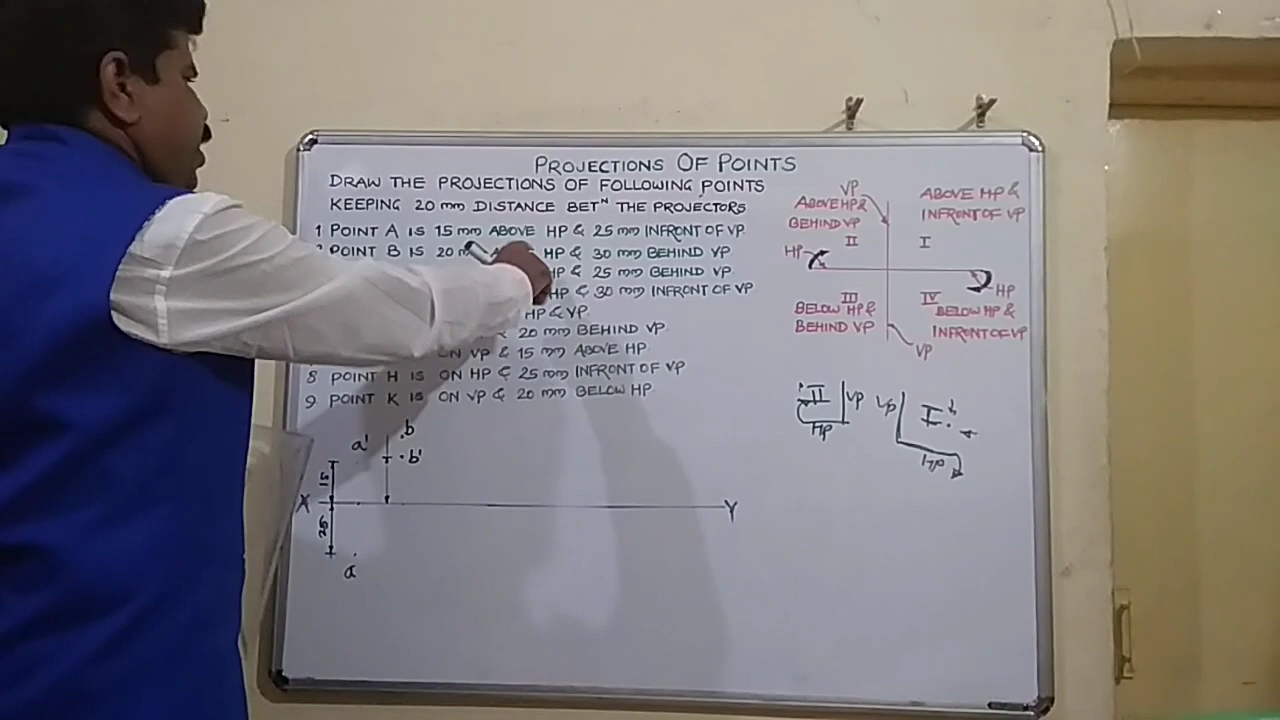 PROJECTIONS OF POINTS
DRAW THE PROJECTIONS OF FOLLOWING POINTS
KEEPING 20 mm DISTANCE BETᴺ THE PROJECTORS
1 POINT A IS 15 mm ABOVE HP & 25 mm INFRONT OF VP.
POINT B IS 20 HP & 30 mm BEHIND VP
HP & 25 mm BEHIND VP
HP & 30 mm INFRONT OF VP
HP & VP.
20 mm BEHIND VP.
ON VP & 15 mm ABOVE HP
8 POINT H IS ON HP & 25 mm INFRONT OF VP
9 POINT K IS ON VP & 20 mm BELOW HP.
VP
ABOVE HP &
BEHIND VP
II
ABOVE HP &
INFRONT OF VP
I
HP
HP
III
BELOW HP &
BEHIND VP
IV
BELOW HP &
INFRONT OF VP
VP
II VP
HP
VP I
HP
b
a' b'
15
X Y
25
a